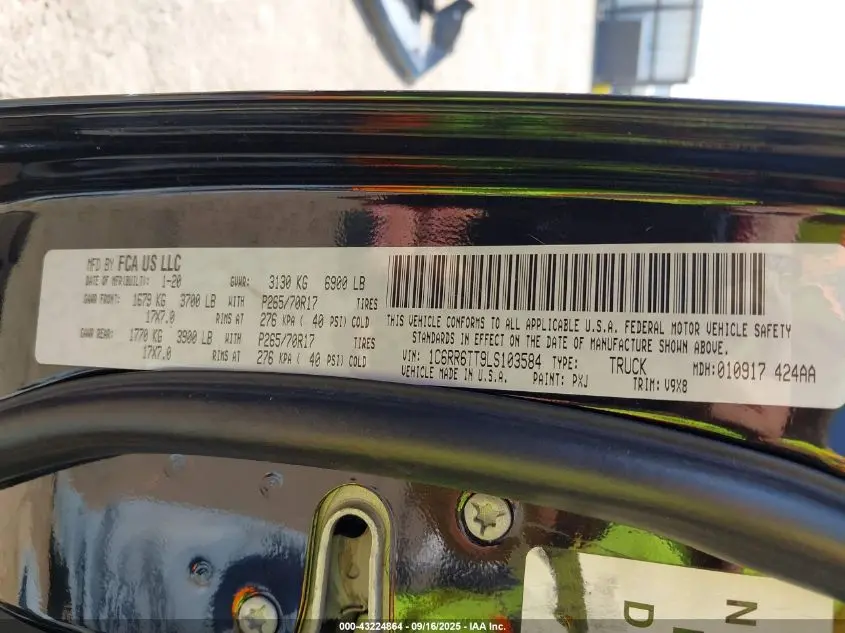 MFD BY FCA US LLC
DATE OF MFR(BUILT): 1-20 GVWR: 3130 KG 6900 LB
GAWR FRONT: 1679 KG 3700 LB WITH P265/70R17 TIRES
17X7.0 RIMS AT 276 KPA ( 40 PSI) COLD
GAWR REAR: 1770 KG 3900 LB WITH P265/70R17 TIRES
17X7.0 RIMS AT 276 KPA ( 40 PSI) COLD
THIS VEHICLE CONFORMS TO ALL APPLICABLE U.S.A. FEDERAL MOTOR VEHICLE SAFETY
STANDARDS IN EFFECT ON THE DATE OF MANUFACTURE SHOWN ABOVE.
VIN: 1C6RR6TT9LS103584 TYPE: TRUCK MDH: 010917 424AA
VEHICLE MADE IN U.S.A. PAINT: PXJ TRIM: V9X8
000-43224864 - 09/16/2025 - IAA Inc.